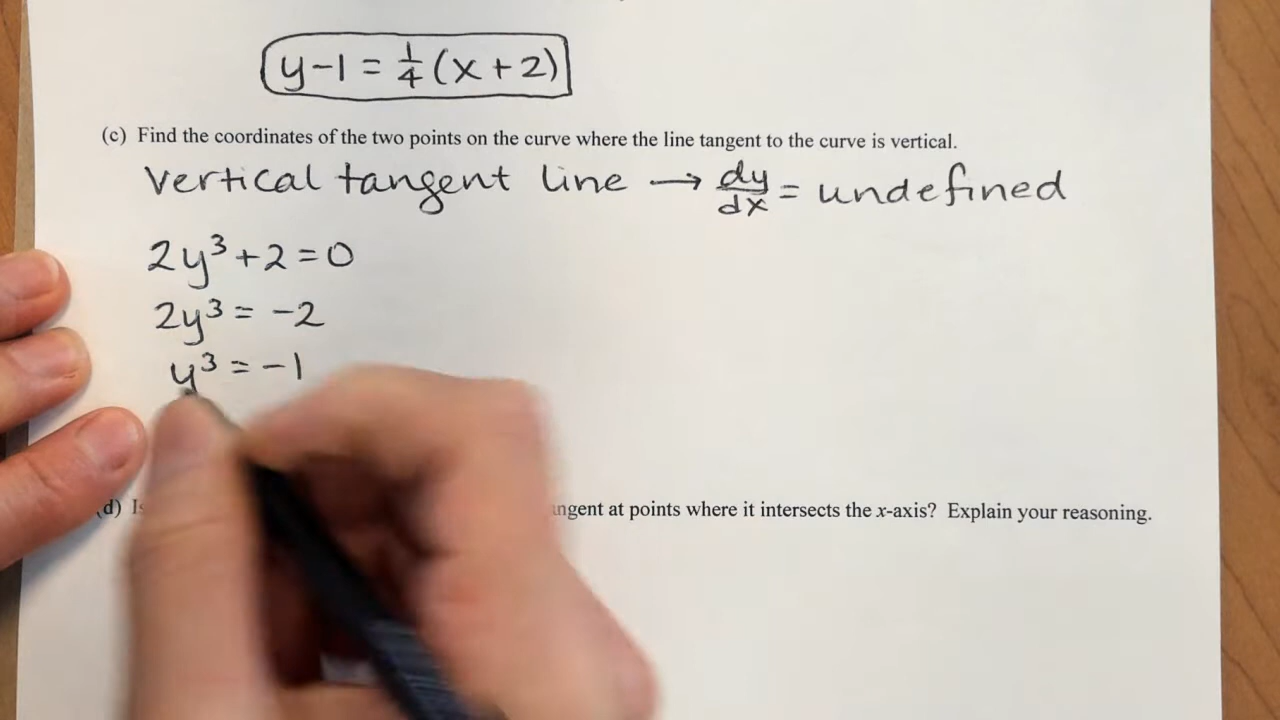 y-1 = 1/4 (x+2)
(c) Find the coordinates of the two points on the curve where the line tangent to the curve is vertical.
vertical tangent line → dy/dx = undefined
2y³+2=0
2y³ = -2
y³ = -1
d) angent at points where it intersects the x-axis? Explain your reasoning.